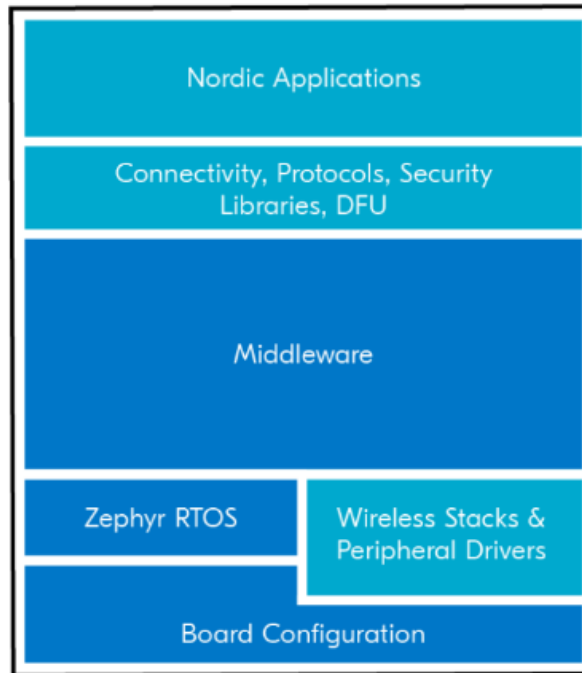 Nordic Applications
Connectivity, Protocols, Security
Libraries, DFU
Middleware
Zephyr RTOS
Wireless Stacks &
Peripheral Drivers
Board Configuration